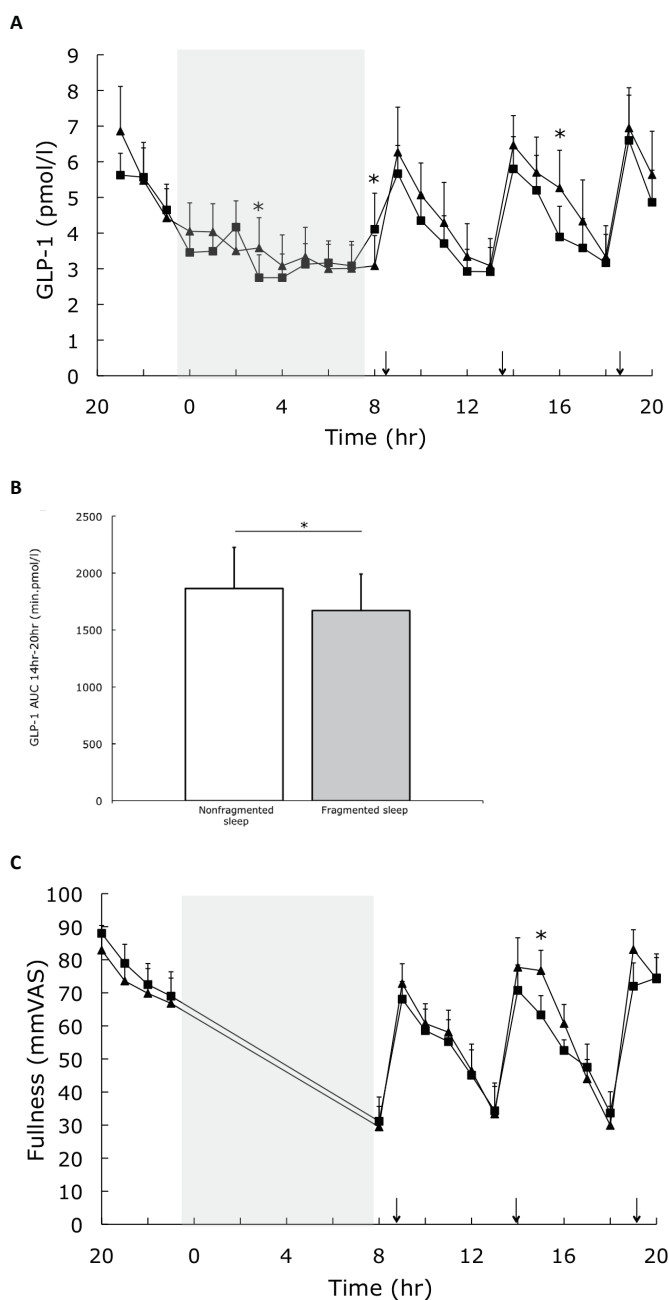 A
9
8
7
6
5
4
3
2
1
0
GLP-1 (pmol/l)
*
*
*
20 0 4 8 12 16 20
Time (hr)
B
2500
2000
1500
1000
500
0
GLP-1 AUC 14hr-20hr (min.pmol/l)
*
Nonfragmented
sleep
Fragmented sleep
C
100
90
80
70
60
50
40
30
20
10
0
Fullness (mmVAS)
*
20 0 4 8 12 16 20
Time (hr)